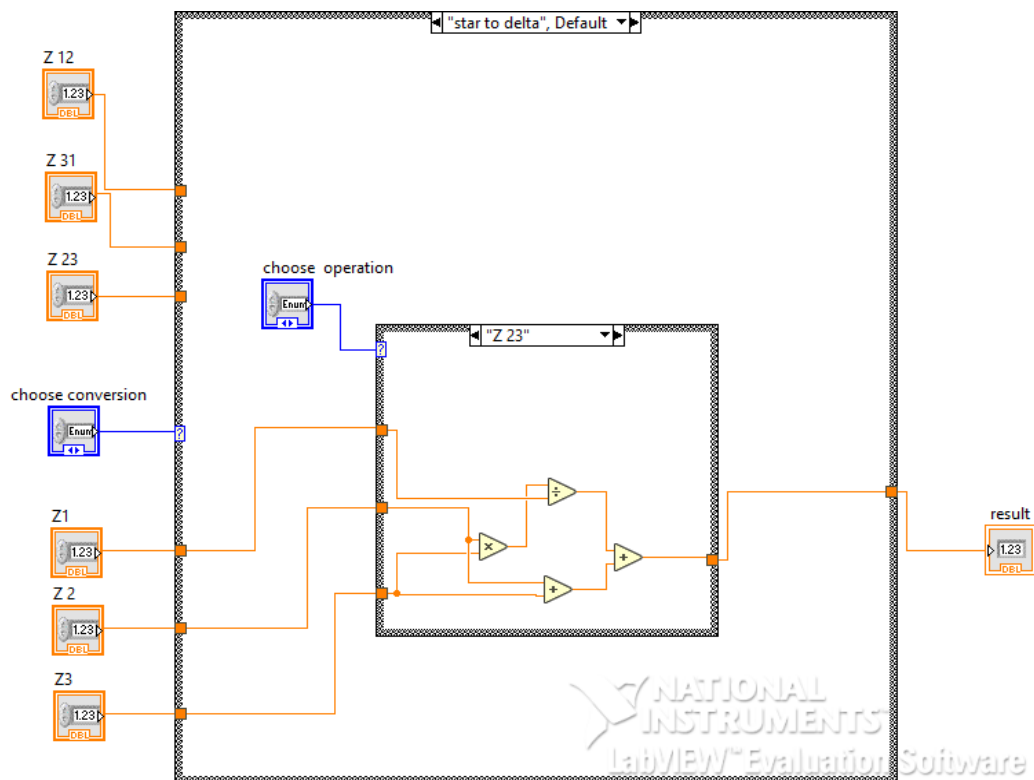 "star to delta", Default
Z 12
1.23
DBL
Z 31
1.23
DBL
Z 23
1.23
DBL
choose operation
Enum
"Z 23"
?
choose conversion
Enum
?
Z1
1.23
DBL
Z 2
1.23
DBL
Z3
1.23
DBL
÷
×
+
+
result
1.23
DBL
NATIONAL
INSTRUMENTS™
LabVIEW™ Evaluation Software